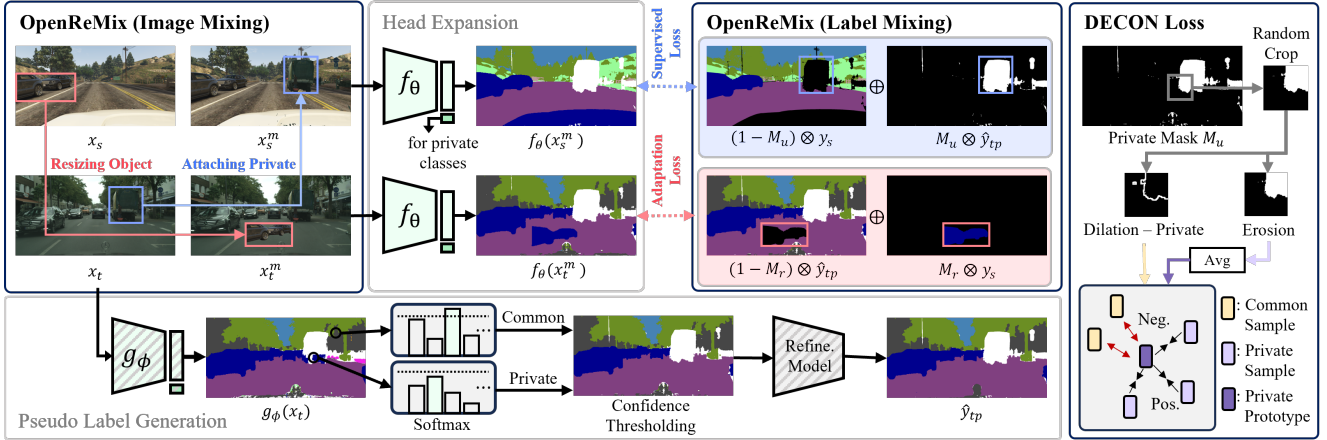 OpenReMix (Image Mixing)
x_s
x_s^m
Resizing Object
Attaching Private
x_t
x_t^m
Head Expansion
f_θ
for private
classes
f_θ(x_s^m)
f_θ
f_θ(x_t^m)
Supervised
Loss
Adaptation
Loss
OpenReMix (Label Mixing)
⊕
(1 − M_u) ⊗ y_s
M_u ⊗ ŷ_tp
⊕
(1 − M_r) ⊗ ŷ_tp
M_r ⊗ y_s
DECON Loss
Random
Crop
Private Mask M_u
Dilation – Private
Erosion
Avg
Neg.
Pos.
: Common
Sample
: Private
Sample
: Private
Prototype
g_ϕ
g_ϕ(x_t)
...
...
Softmax
Common
Private
Confidence
Thresholding
Refine.
Model
ŷ_tp
Pseudo Label Generation